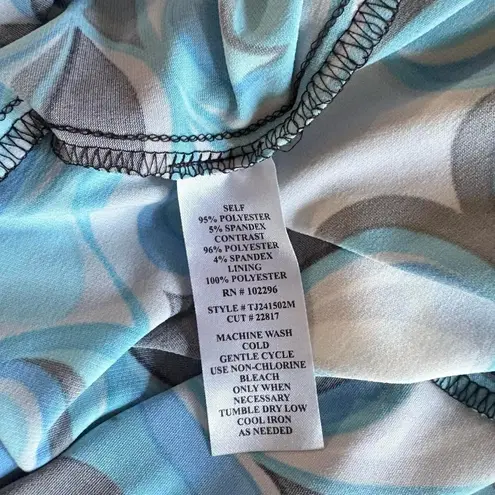 SELF
95% POLYESTER
5% SPANDEX
CONTRAST
96% POLYESTER
4% SPANDEX
LINING
100% POLYESTER
RN # 102296
STYLE # TJ241502M
CUT # 22817
MACHINE WASH
COLD
GENTLE CYCLE
USE NON-CHLORINE
BLEACH
ONLY WHEN
NECESSARY
TUMBLE DRY LOW
COOL IRON
AS NEEDED